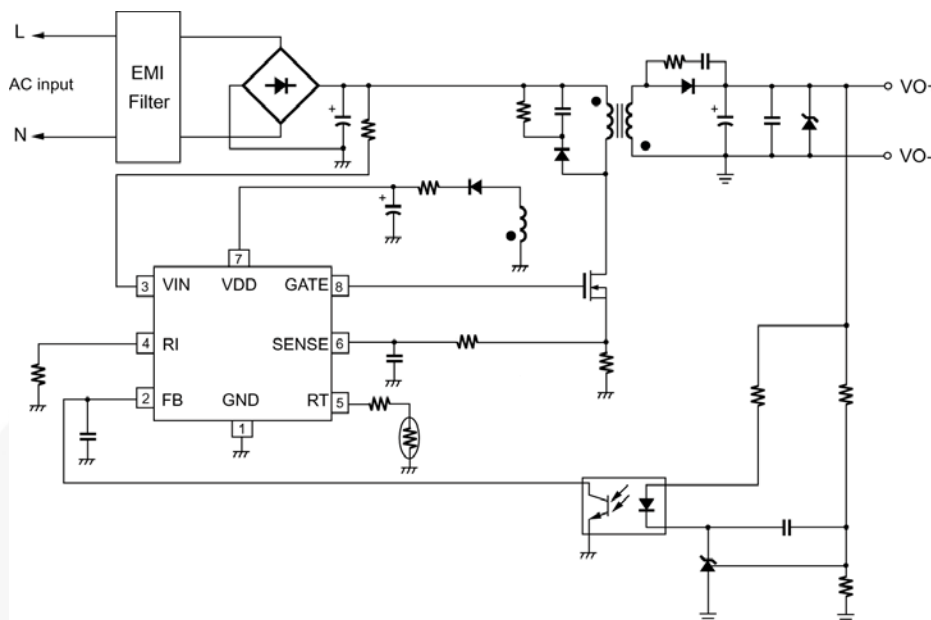 L
AC input
N
EMI
Filter
+
+
VO-
VO-
+
7
3 VIN VDD GATE 8
4 RI SENSE 6
2 FB GND RT 5
1